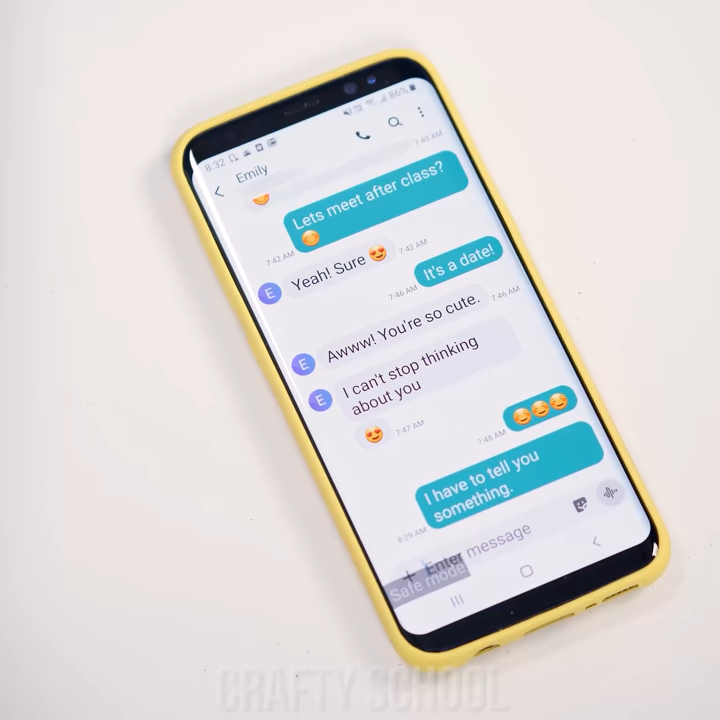 8:32
86%
Emily
7:40 AM
Lets meet after class?
7:42 AM
E
Yeah! Sure
7:42 AM
It's a date!
7:46 AM
E
Awww! You're so cute.
7:46 AM
E
I can't stop thinking
about you
7:47 AM
7:48 AM
I have to tell you
something.
8:29 AM
Enter message
Safe mode
CRAFTY SCHOOL